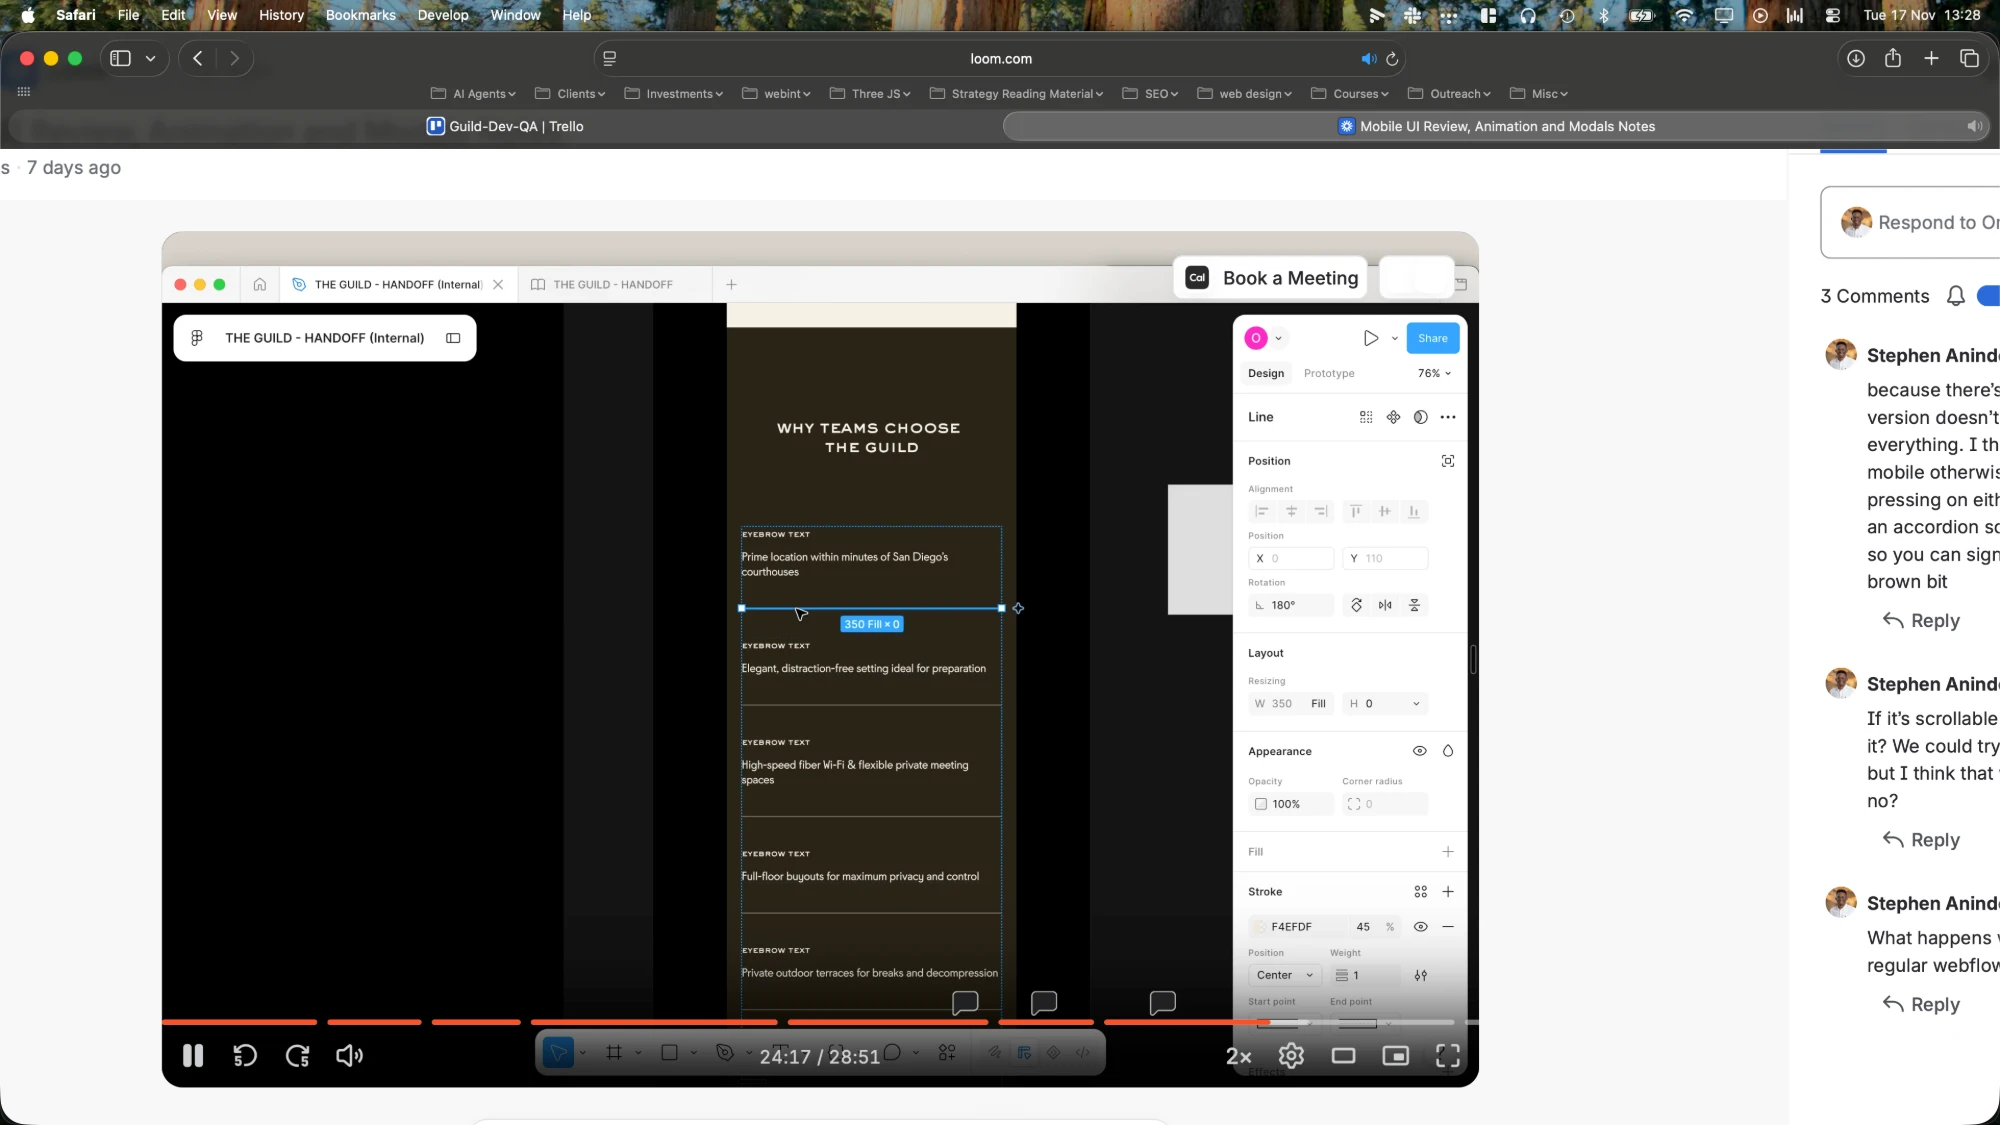 Safari File Edit View History Bookmarks Develop Window Help Tue 17 Nov 13:28
loom.com
AI Agents Clients Investments webint Three JS Strategy Reading Material SEO web design Courses Outreach Misc
Guild-Dev-QA | Trello
Mobile UI Review, Animation and Modals Notes
s · 7 days ago
THE GUILD - HANDOFF (Internal)
THE GUILD - HANDOFF
Cal Book a Meeting
THE GUILD - HANDOFF (Internal)
O
Share
Design Prototype 76%
Line
Position
Alignment
Position
X 0 Y 110
Rotation
180°
Layout
Resizing
W 350 Fill H 0
Appearance
Opacity Corner radius
100% 0
Fill
Stroke
F4EFDF 45 %
Position Weight
Center 1
Start point End point
Effects
WHY TEAMS CHOOSE
THE GUILD
EYEBROW TEXT
Prime location within minutes of San Diego's
courthouses
350 Fill × 0
EYEBROW TEXT
Elegant, distraction-free setting ideal for preparation
EYEBROW TEXT
High-speed fiber Wi-Fi & flexible private meeting
spaces
EYEBROW TEXT
Full-floor buyouts for maximum privacy and control
EYEBROW TEXT
Private outdoor terraces for breaks and decompression
5 5 24:17 / 28:51 2×
Respond to Or
3 Comments
Stephen Anind
because there's
version doesn't
everything. I th
mobile otherwis
pressing on eith
an accordion so
so you can sign
brown bit
Reply
Stephen Anind
If it's scrollable
it? We could try
but I think that
no?
Reply
Stephen Anind
What happens
regular webflow
Reply